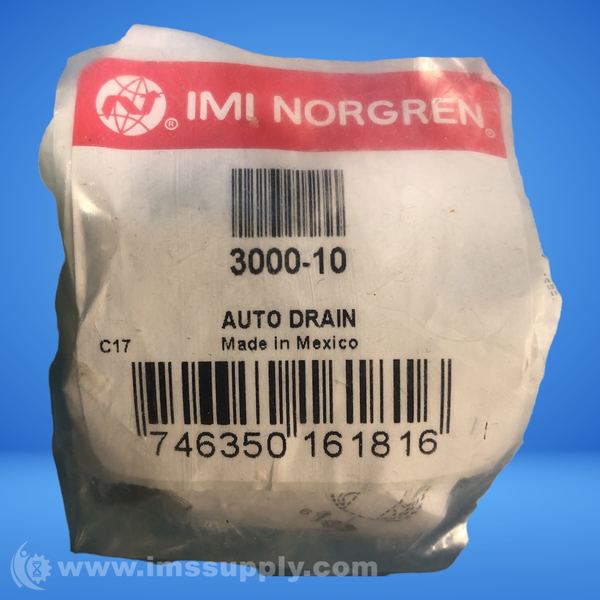 IMI NORGREN®
®
3000-10
AUTO DRAIN
Made in Mexico
C17
746350 161816
www.imssupply.com